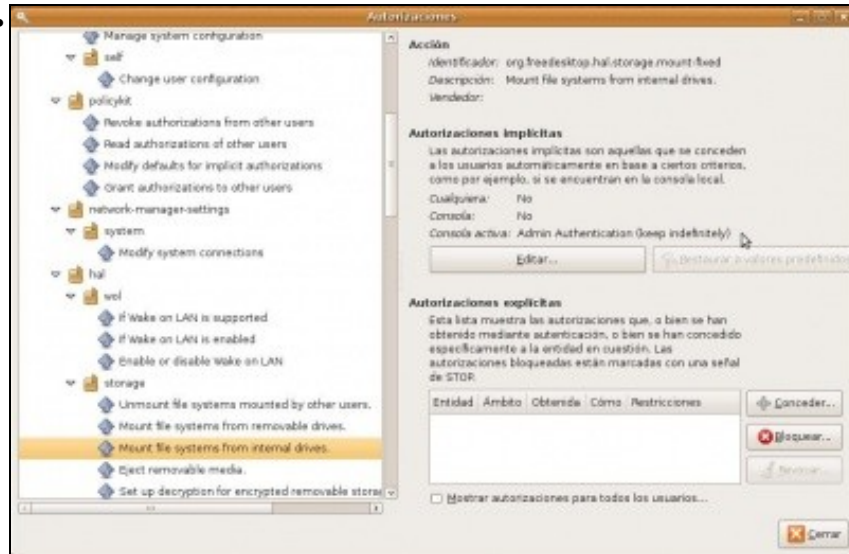 Autorizaciones
Manage system configuration
self
Change user configuration
policykit
Revoke authorizations from other users
Read authorizations of other users
Modify defaults for implicit authorizations
Grant authorizations to other users
network-manager-settings
system
Modify system connections
hal
wol
If Wake on LAN is supported
If Wake on LAN is enabled
Enable or disable Wake on LAN
storage
Unmount file systems mounted by other users.
Mount file systems from removable drives.
Mount file systems from internal drives.
Eject removable media.
Set up decryption for encrypted removable stora
Acción
Identificador: org.freedesktop.hal.storage.mount-fixed
Descripción: Mount file systems from internal drives.
Vendedor:
Autorizaciones implícitas
Las autorizaciones implícitas son aquellas que se conceden
a los usuarios automáticamente en base a ciertos criterios,
como por ejemplo, si se encuentran en la consola local.
Cualquiera: No
Consola: No
Consola activa: Admin Authentication (keep indefinitely)
Editar...
Restaurar a valores predefinidos
Autorizaciones explícitas
Esta lista muestra las autorizaciones que, o bien se han
obtenido mediante autenticación, o bien se han concedido
específicamente a la entidad en cuestión. Las
autorizaciones bloqueadas están marcadas con una señal
de STOP.
Entidad Ámbito Obtenida Cómo Restricciones
Conceder...
Bloquear...
Revocar...
Mostrar autorizaciones para todos los usuarios...
Cerrar